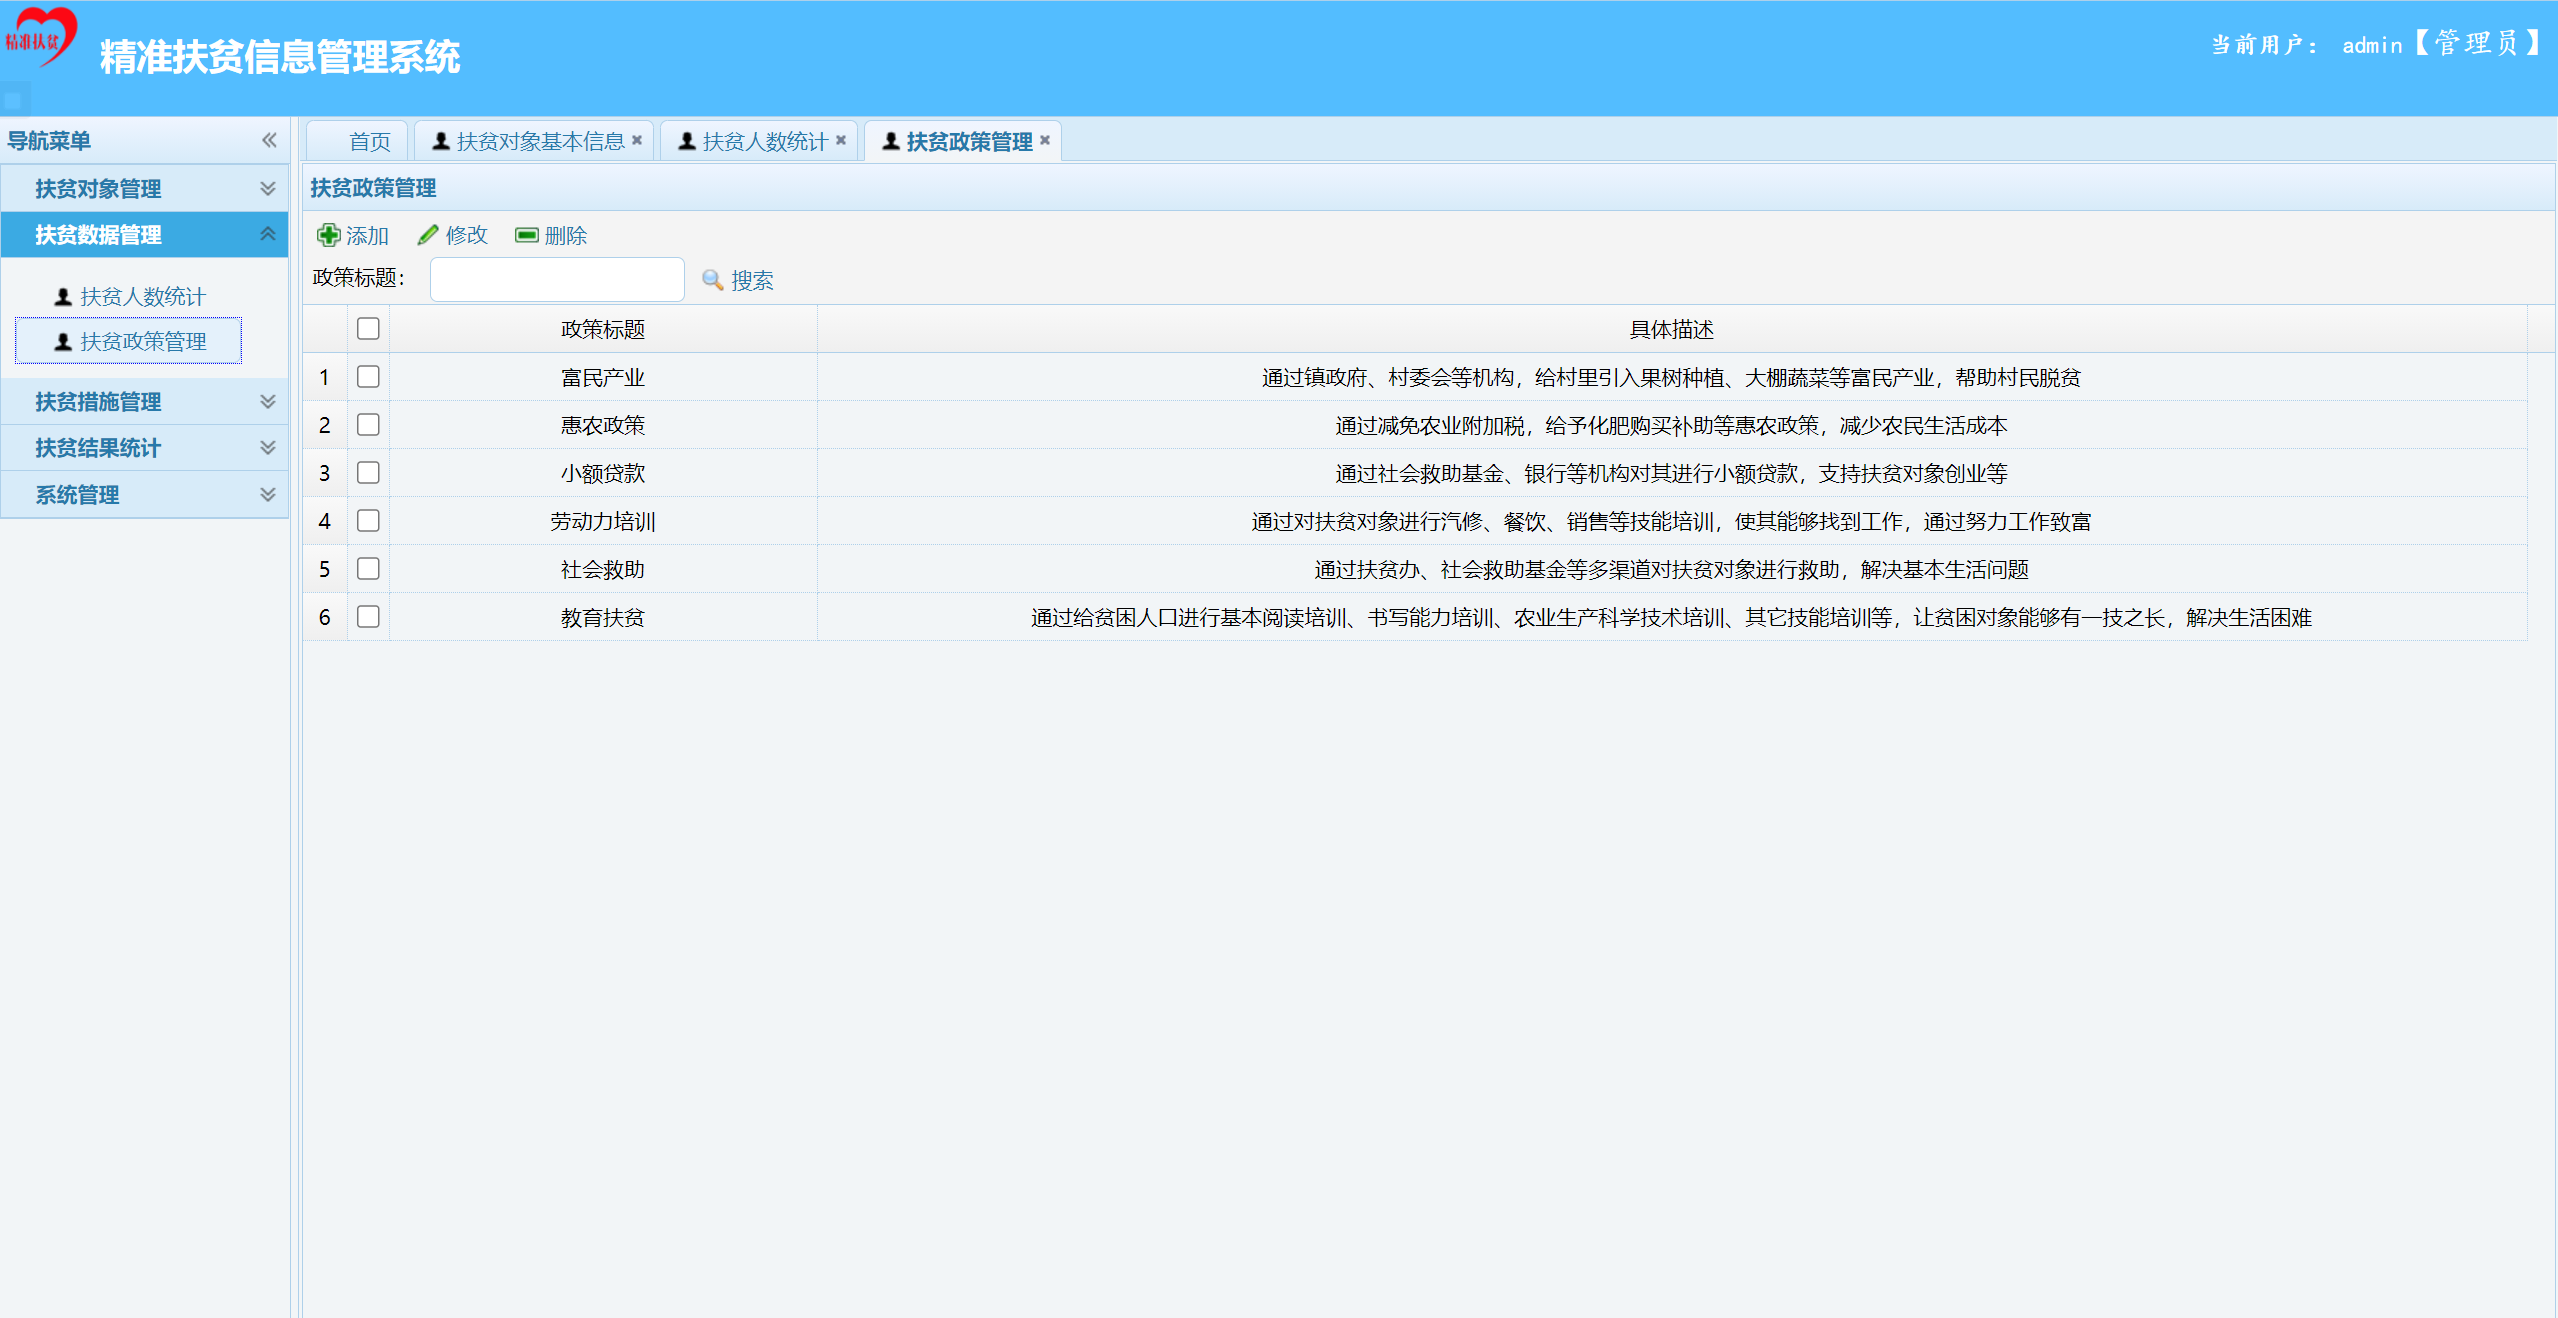 精准扶贫
精准扶贫信息管理系统
当前用户： admin【管理员】
导航菜单
扶贫对象管理
扶贫数据管理
扶贫人数统计
扶贫政策管理
扶贫措施管理
扶贫结果统计
系统管理
首页 扶贫对象基本信息 扶贫人数统计 扶贫政策管理
扶贫政策管理
添加 修改 删除
政策标题： 搜索
政策标题 具体描述
1 富民产业 通过镇政府、村委会等机构，给村里引入果树种植、大棚蔬菜等富民产业，帮助村民脱贫
2 惠农政策 通过减免农业附加税，给予化肥购买补助等惠农政策，减少农民生活成本
3 小额贷款 通过社会救助基金、银行等机构对其进行小额贷款，支持扶贫对象创业等
4 劳动力培训 通过对扶贫对象进行汽修、餐饮、销售等技能培训，使其能够找到工作，通过努力工作致富
5 社会救助 通过扶贫办、社会救助基金等多渠道对扶贫对象进行救助，解决基本生活问题
6 教育扶贫 通过给贫困人口进行基本阅读培训、书写能力培训、农业生产科学技术培训、其它技能培训等，让贫困对象能够有一技之长，解决生活困难